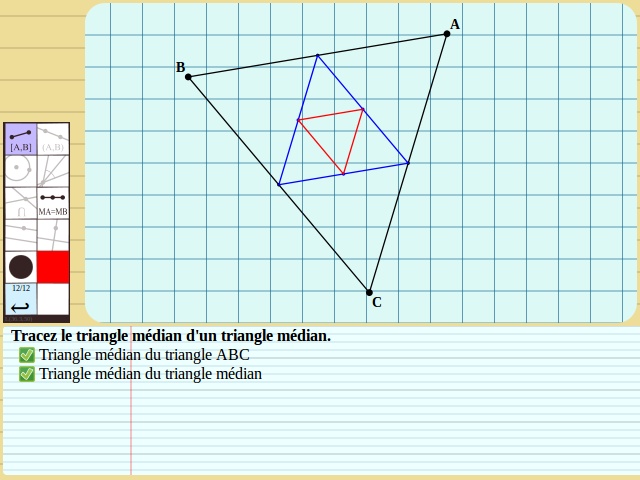 A
B
[A,B]
(A,B)
MA=MB
12/12
C
Tracez le triangle médian d'un triangle médian.
Triangle médian du triangle ABC
Triangle médian du triangle médian